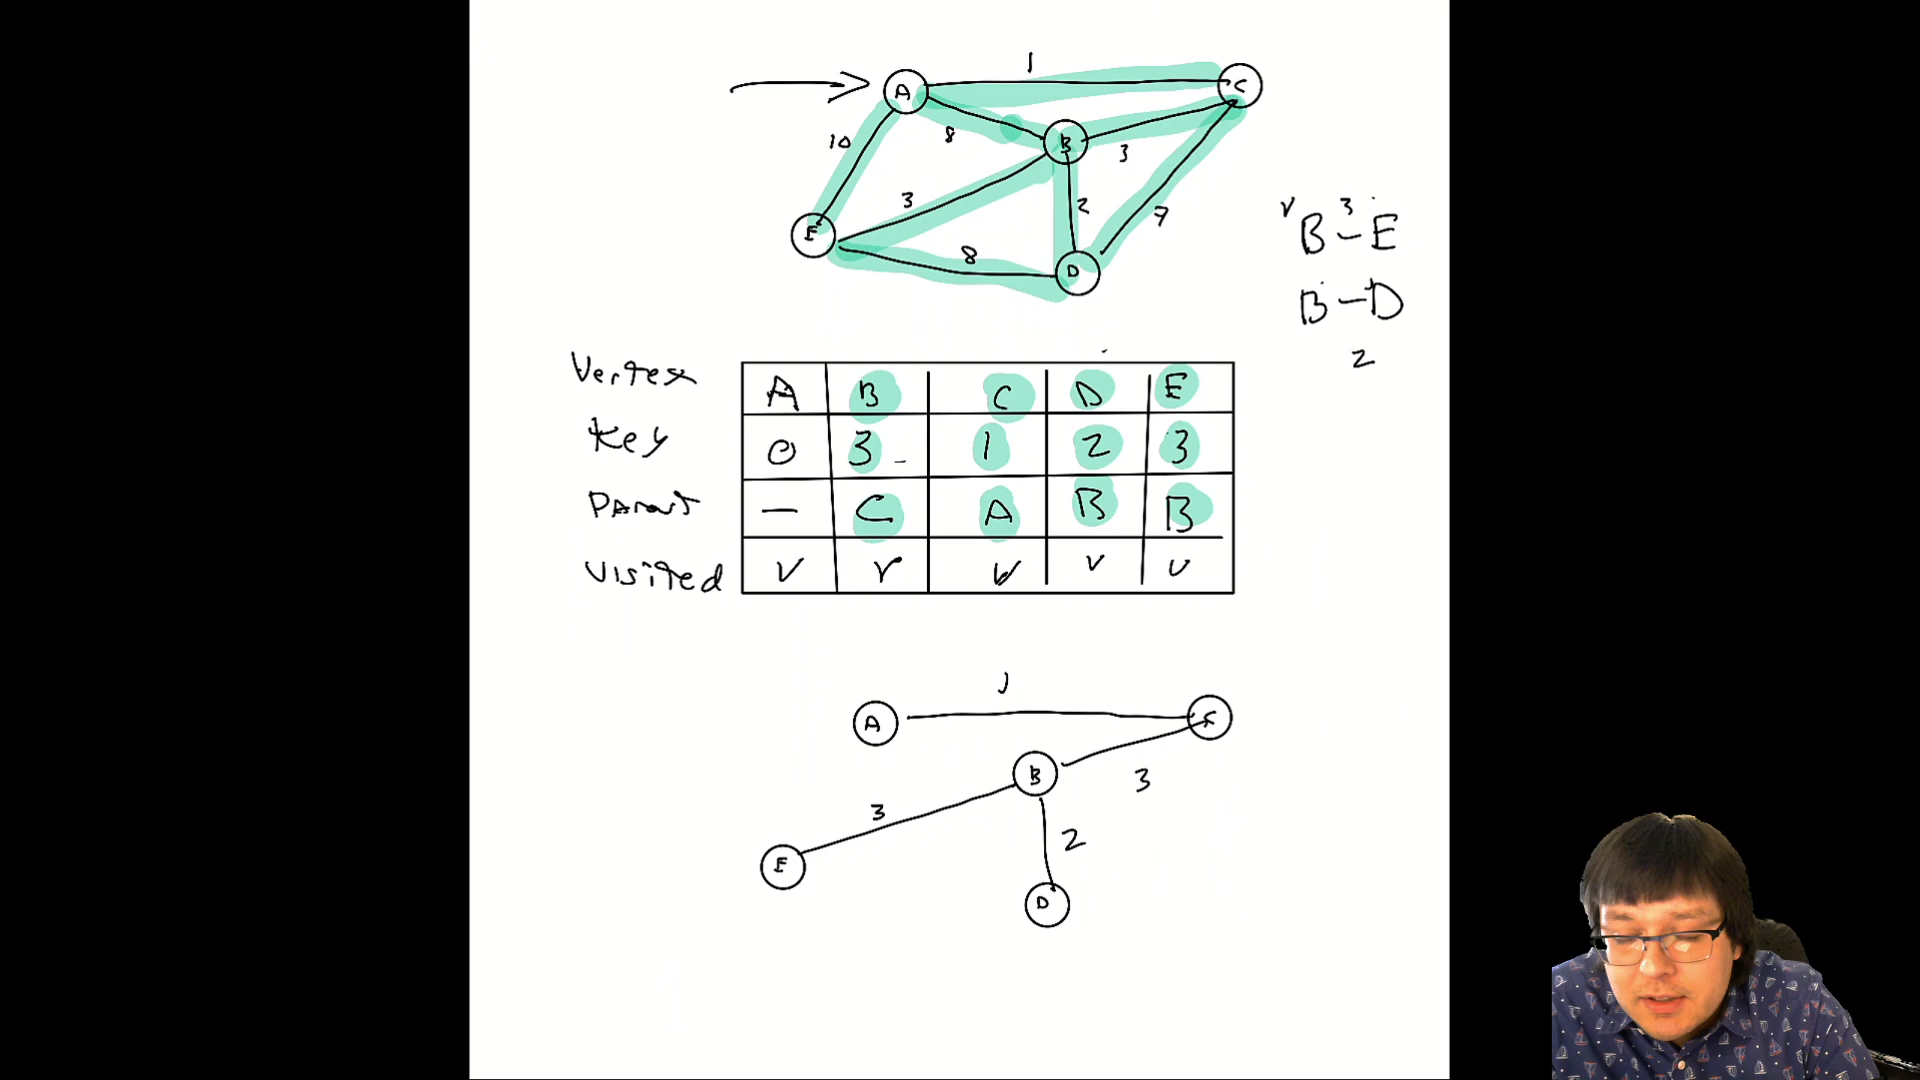 1
A C
10 8 B 3
3 2 7
E 8 D
B 3 E
B – D
2
Vertex A B C D E
Key 0 3 1 2 3
Parent — C A B B
Visited V V V V V
1
A C
B 3
3 2
E
D